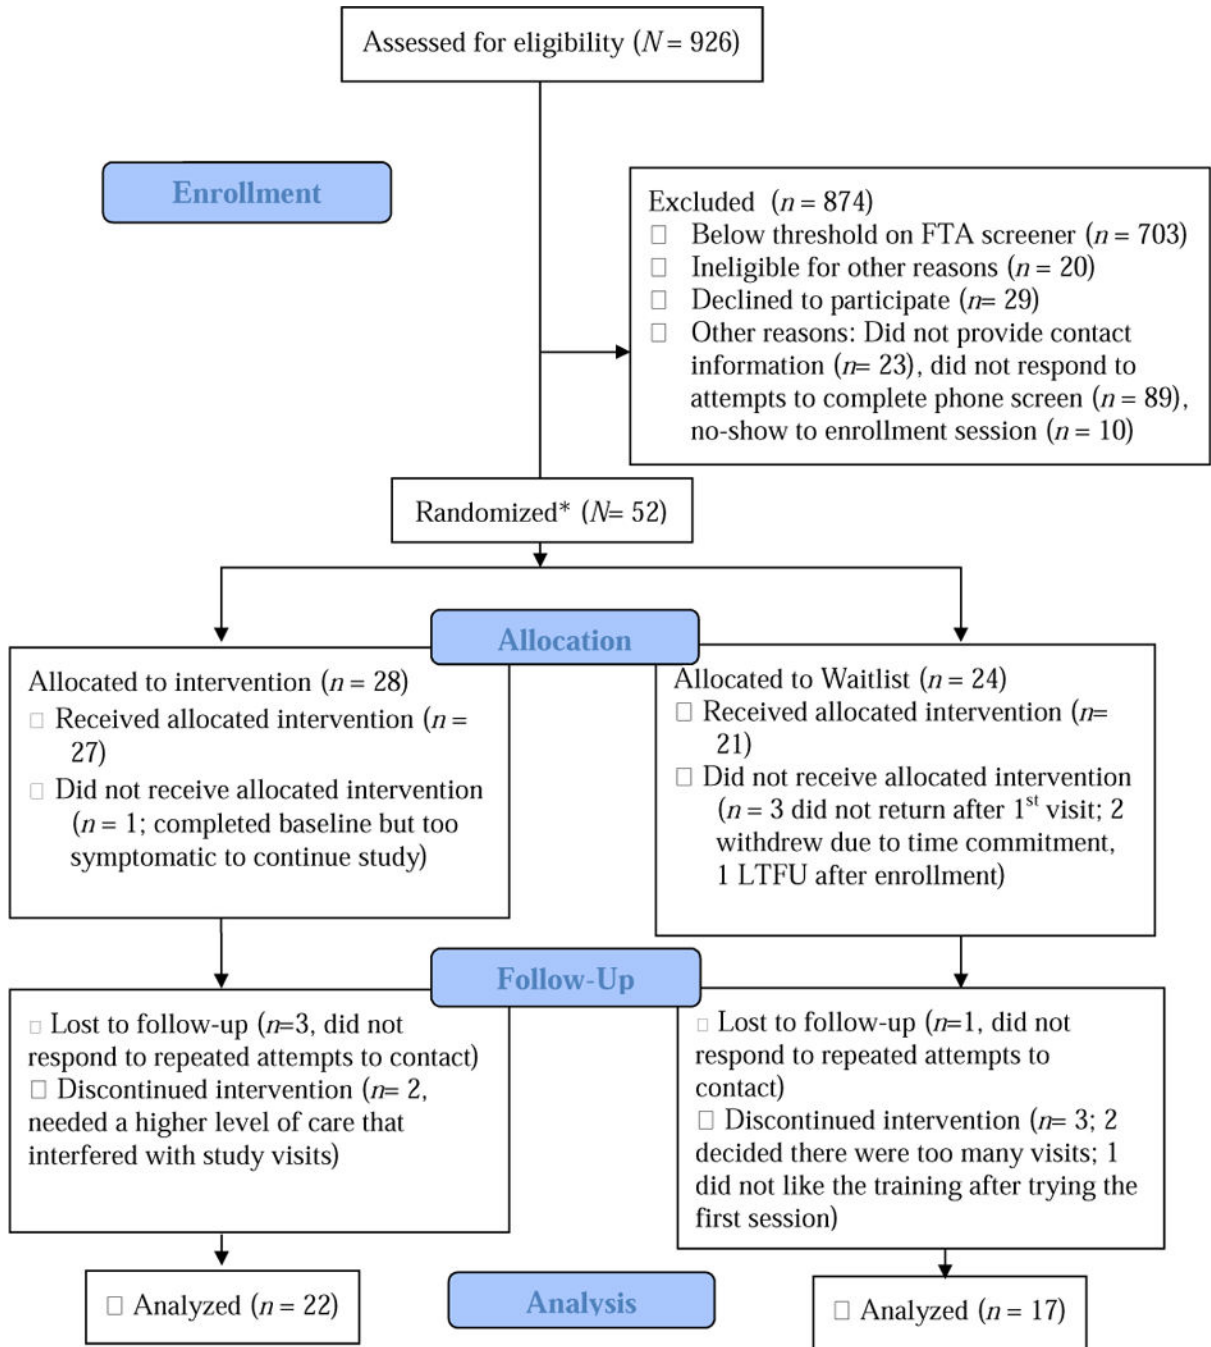 Assessed for eligibility (N = 926)
Enrollment
Excluded (n = 874)
□ Below threshold on FTA screener (n = 703)
□ Ineligible for other reasons (n = 20)
□ Declined to participate (n= 29)
□ Other reasons: Did not provide contact
information (n= 23), did not respond to
attempts to complete phone screen (n = 89),
no-show to enrollment session (n = 10)
Randomized* (N= 52)
Allocation
Allocated to intervention (n = 28)
□ Received allocated intervention (n =
27)
□ Did not receive allocated intervention
(n = 1; completed baseline but too
symptomatic to continue study)
Allocated to Waitlist (n = 24)
□ Received allocated intervention (n=
21)
□ Did not receive allocated intervention
(n = 3 did not return after 1st visit; 2
withdrew due to time commitment,
1 LTFU after enrollment)
Follow-Up
□ Lost to follow-up (n=3, did not
respond to repeated attempts to contact)
□ Discontinued intervention (n= 2,
needed a higher level of care that
interfered with study visits)
□ Lost to follow-up (n=1, did not
respond to repeated attempts to
contact)
□ Discontinued intervention (n= 3; 2
decided there were too many visits; 1
did not like the training after trying the
first session)
□ Analyzed (n = 22)
Analysis
□ Analyzed (n = 17)